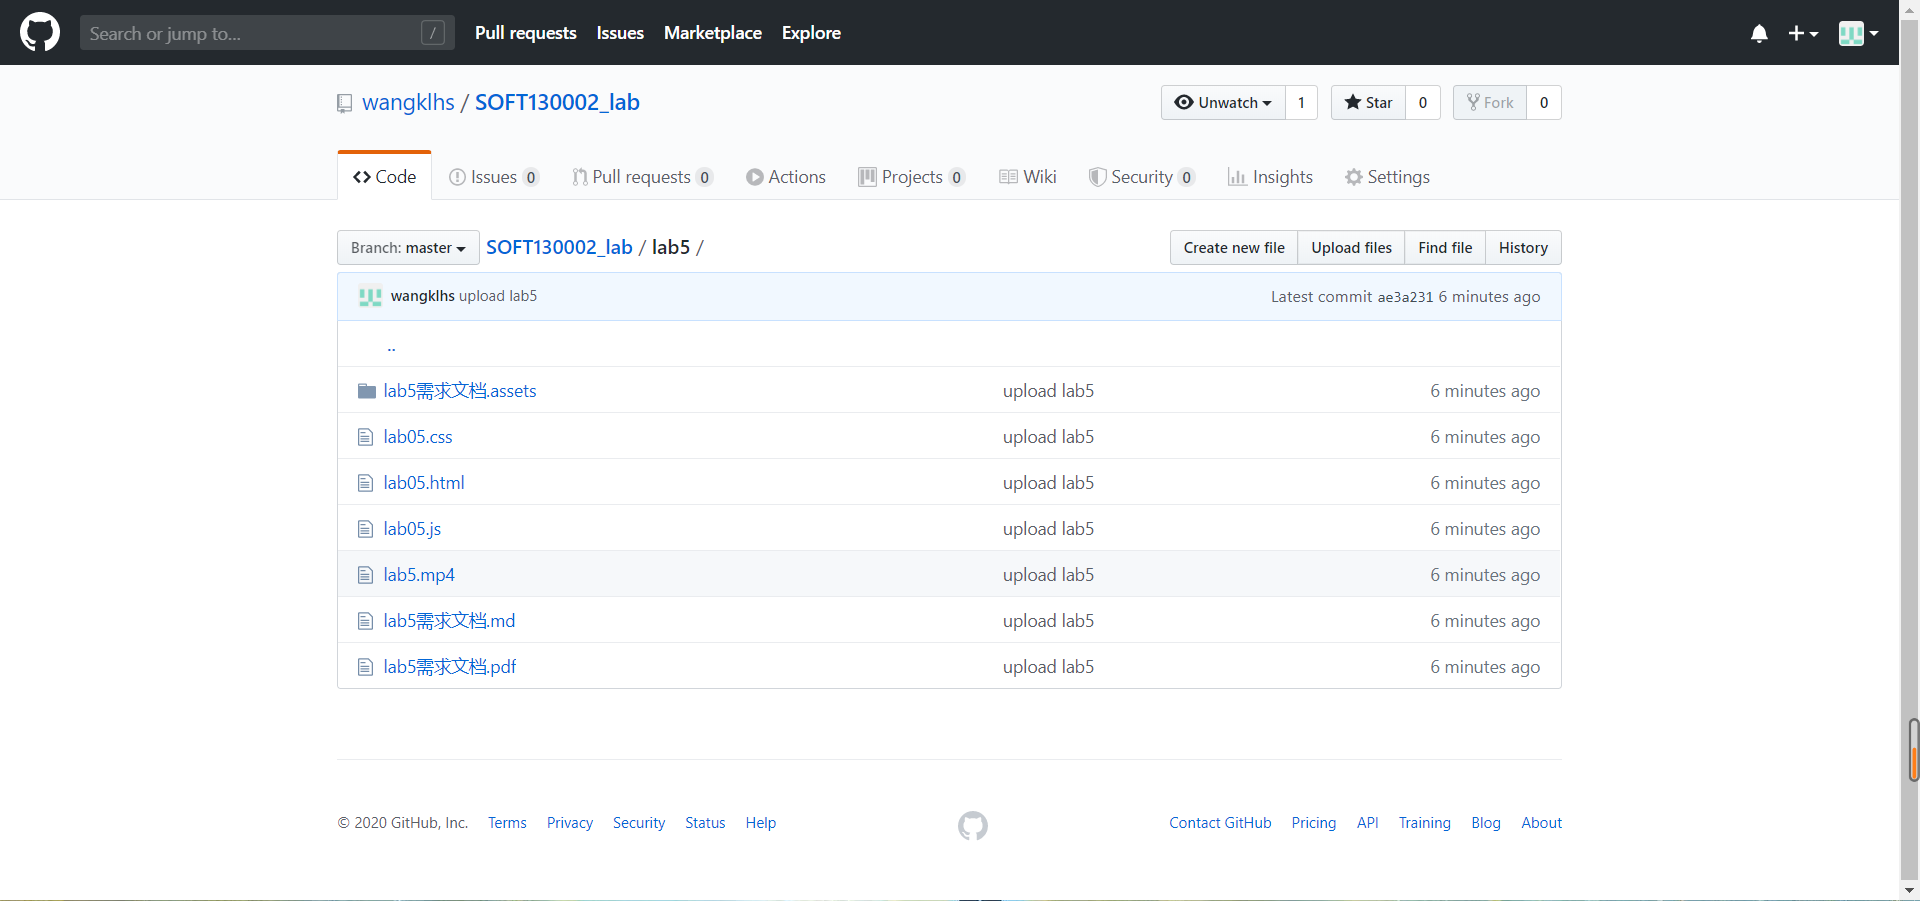 Search or jump to... / Pull requests Issues Marketplace Explore
wangklhs / SOFT130002_lab Unwatch 1 Star 0 Fork 0
Code Issues 0 Pull requests 0 Actions Projects 0 Wiki Security 0 Insights Settings
Branch: master SOFT130002_lab / lab5 / Create new file Upload files Find file History
wangklhs upload lab5 Latest commit ae3a231 6 minutes ago
..
lab5需求文档.assets upload lab5 6 minutes ago
lab05.css upload lab5 6 minutes ago
lab05.html upload lab5 6 minutes ago
lab05.js upload lab5 6 minutes ago
lab5.mp4 upload lab5 6 minutes ago
lab5需求文档.md upload lab5 6 minutes ago
lab5需求文档.pdf upload lab5 6 minutes ago
© 2020 GitHub, Inc. Terms Privacy Security Status Help Contact GitHub Pricing API Training Blog About